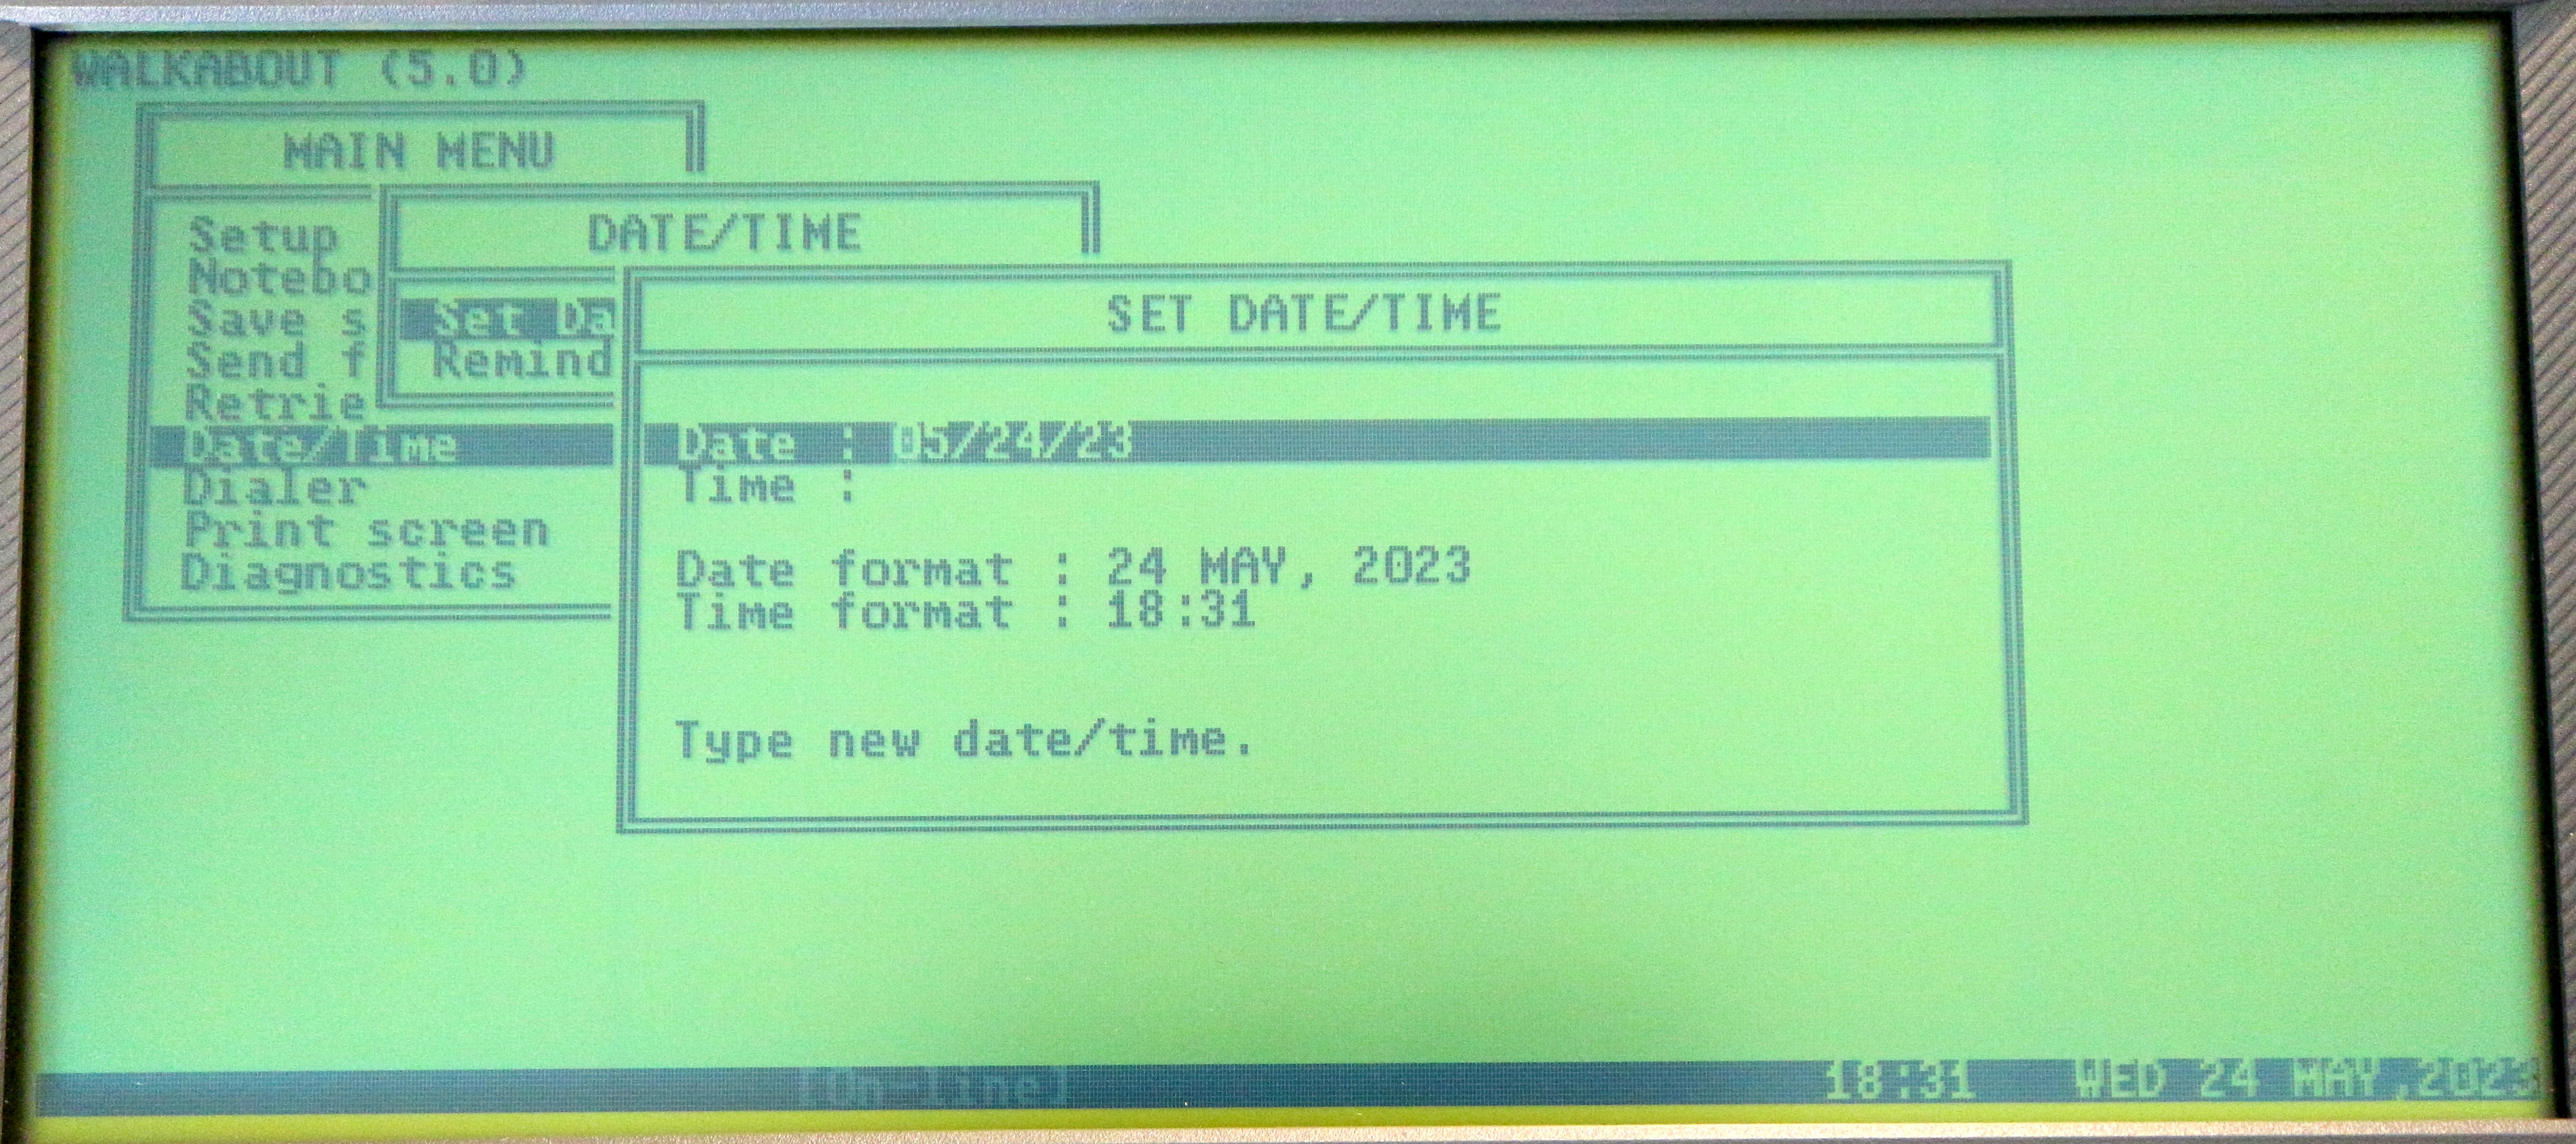 WALKABOUT (5.0)
MAIN MENU
Setup
Notebo
Save s
Send f
Retrie
Date/Time
Dialer
Print screen
Diagnostics
DATE/TIME
Set Da
Remind
SET DATE/TIME
Date : 05/24/23
Time :
Date format : 24 MAY, 2023
Time format : 18:31
Type new date/time.
[On-line] 18:31 WED 24 MAY,2023